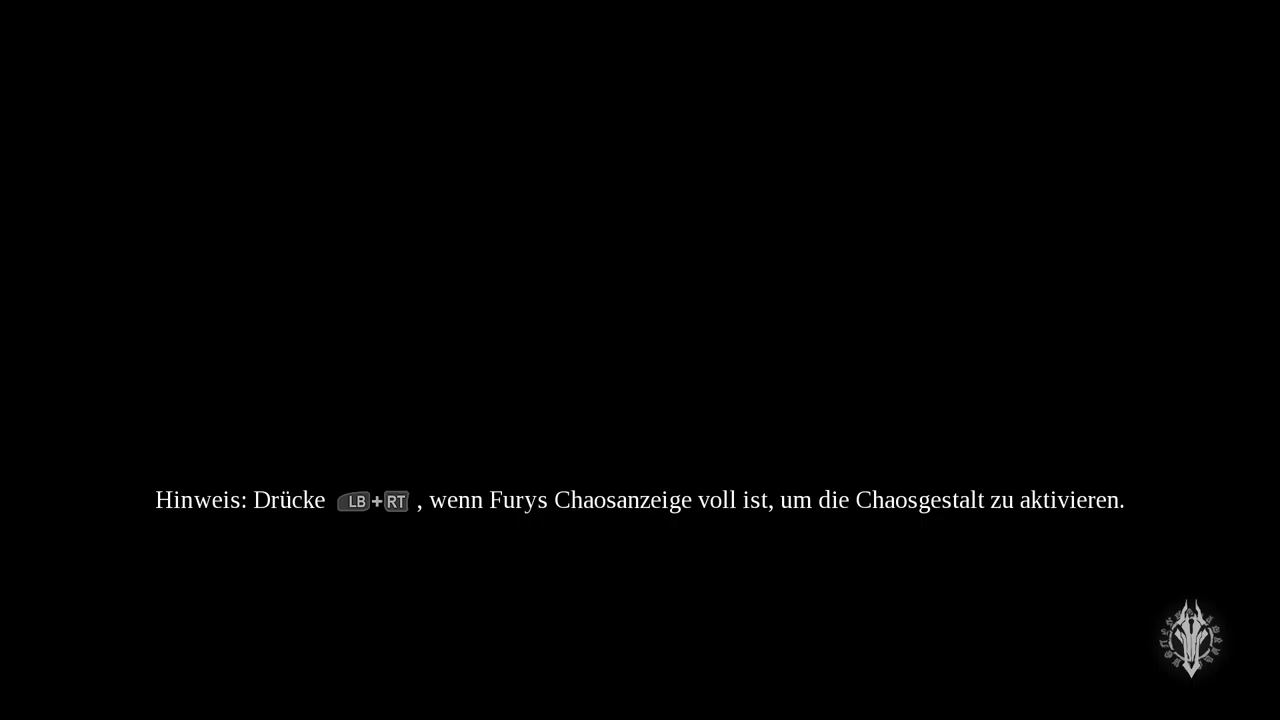 Hinweis: Drücke LB+RT , wenn Furys Chaosanzeige voll ist, um die Chaosgestalt zu aktivieren.